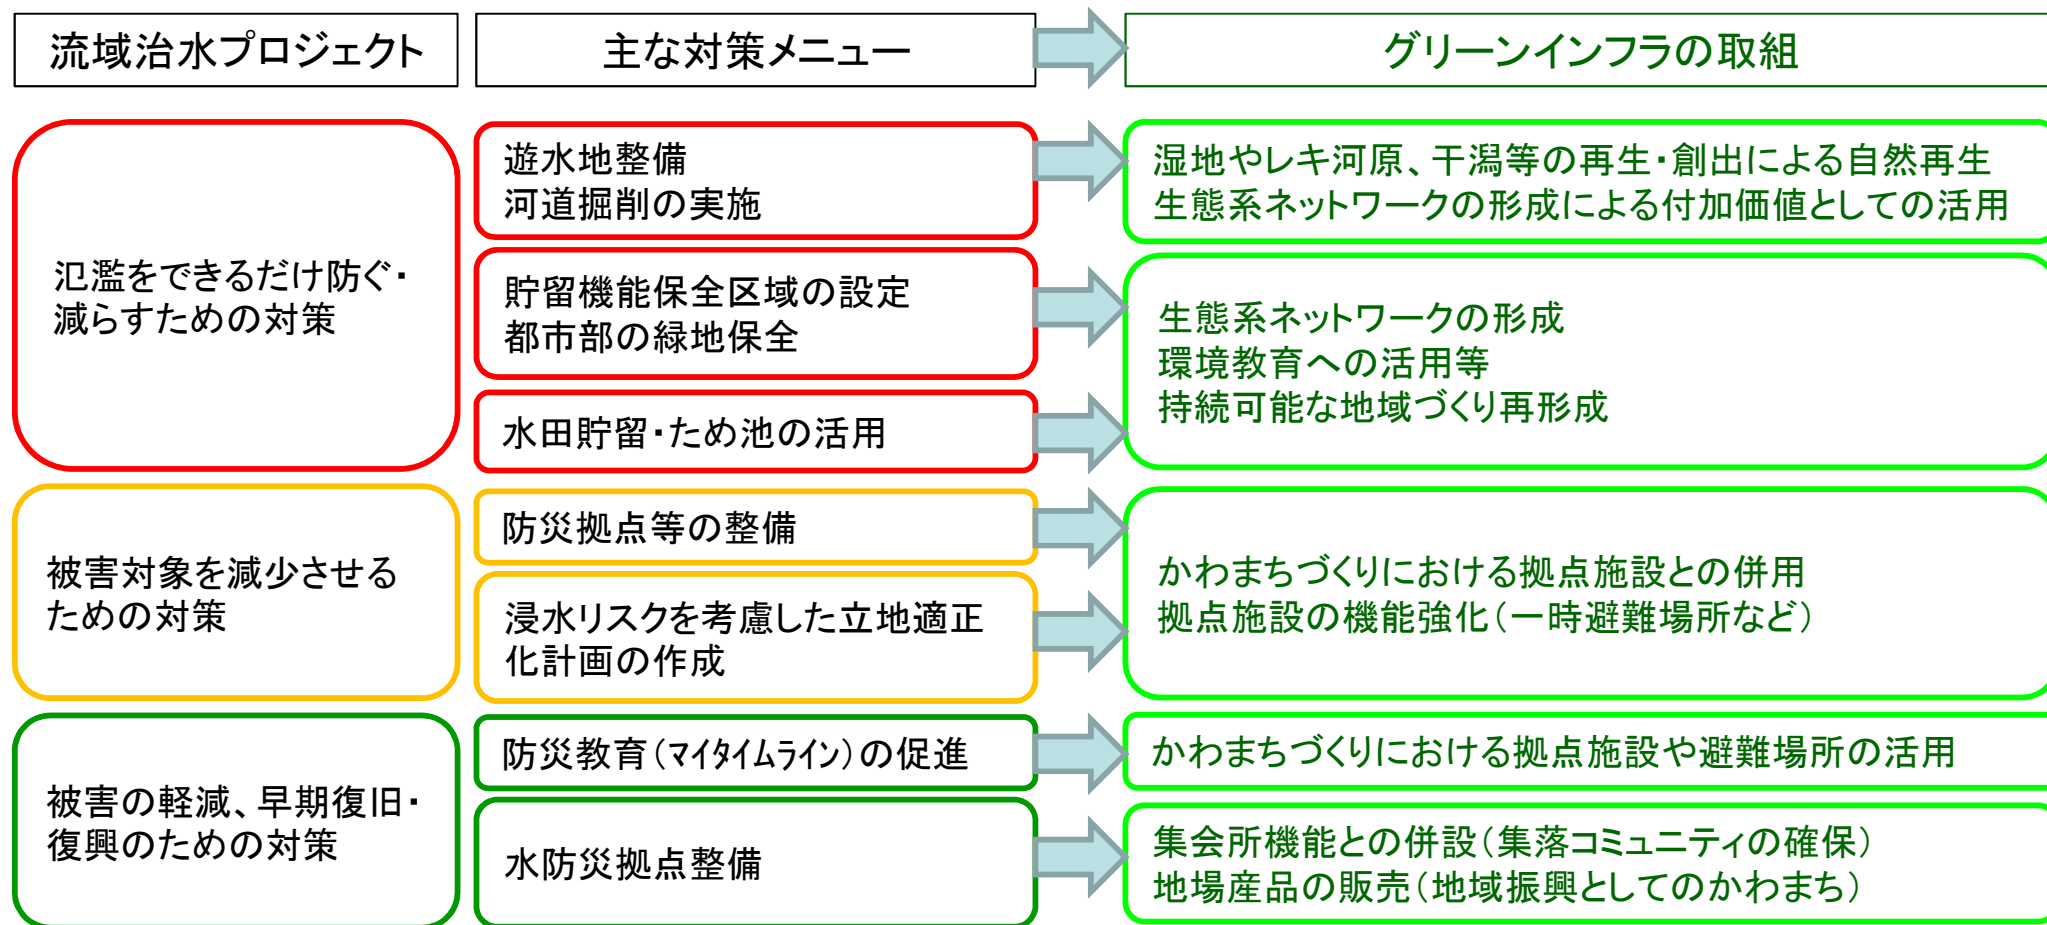 流域治水プロジェクト
主な対策メニュー
グリーンインフラの取組
氾濫をできるだけ防ぐ・
減らすための対策
遊水地整備
河道掘削の実施
湿地やレキ河原、干潟等の再生・創出による自然再生
生態系ネットワークの形成による付加価値としての活用
貯留機能保全区域の設定
都市部の緑地保全
生態系ネットワークの形成
環境教育への活用等
持続可能な地域づくり再形成
水田貯留・ため池の活用
被害対象を減少させる
ための対策
防災拠点等の整備
浸水リスクを考慮した立地適正
化計画の作成
かわまちづくりにおける拠点施設との併用
拠点施設の機能強化（一時避難場所など）
被害の軽減、早期復旧・
復興のための対策
防災教育（ﾏｲﾀｲﾑﾗｲﾝ）の促進
かわまちづくりにおける拠点施設や避難場所の活用
水防災拠点整備
集会所機能との併設（集落コミュニティの確保）
地場産品の販売（地域振興としてのかわまち）